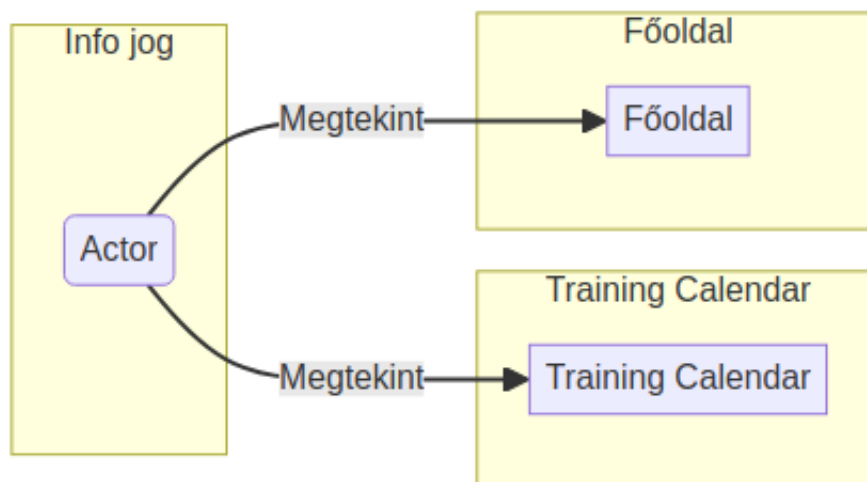 Info jog
Actor
Megtekint
Megtekint
Főoldal
Főoldal
Training Calendar
Training Calendar